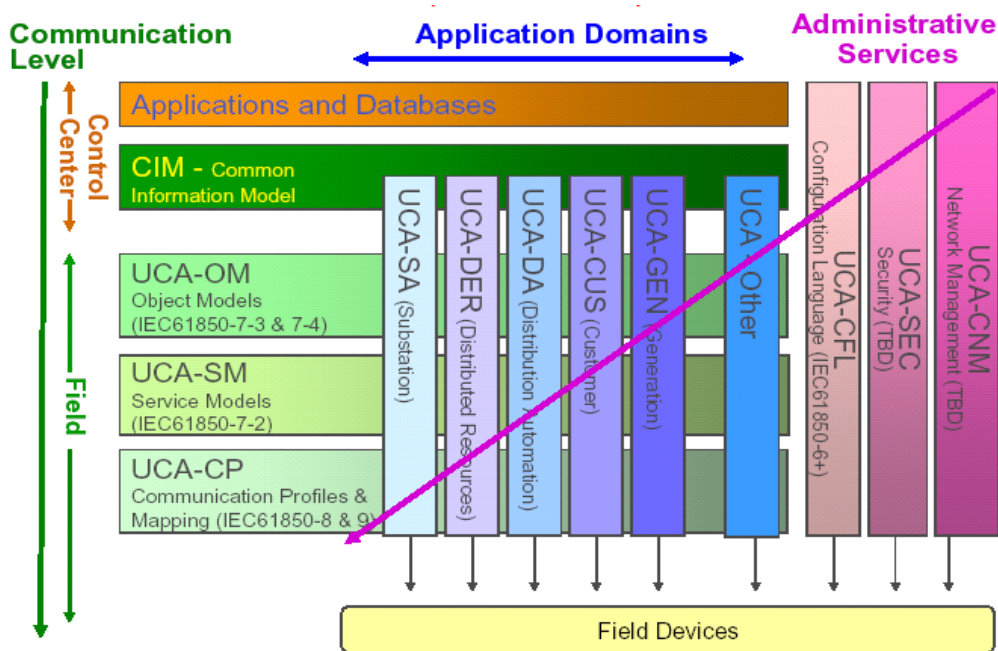 Communication
Level
Application Domains
Administrative
Services
Control
Center
Field
Applications and Databases
CIM - Common
Information Model
UCA-OM
Object Models
(IEC61850-7-3 & 7-4)
UCA-SM
Service Models
(IEC61850-7-2)
UCA-CP
Communication Profiles &
Mapping (IEC61850-8 & 9)
UCA-SA (Substation)
UCA-DER (Distributed Resources)
UCA-DA (Distribution Automation)
UCA-CUS (Customer)
UCA-GEN (Generation)
UCA - Other
UCA-CFL
Configuration Language (IEC61850-6+)
UCA-SEC
Security (TBD)
UCA-CNM
Network Management (TBD)
Field Devices